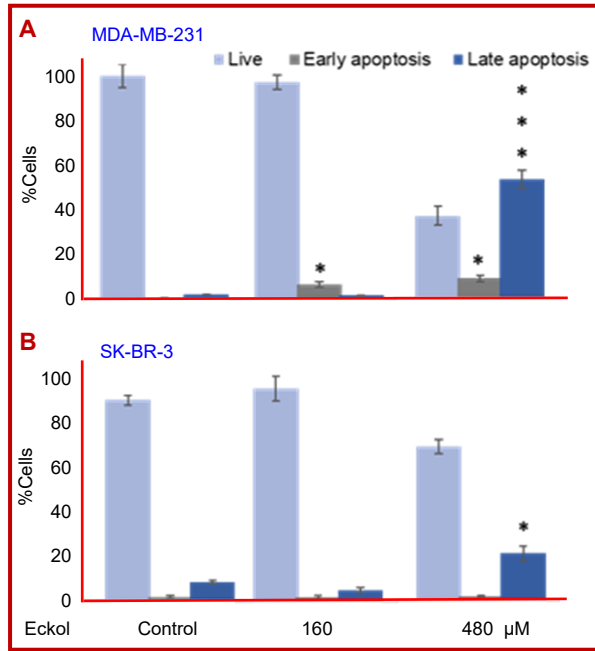 A
MDA-MB-231
Live Early apoptosis Late apoptosis
100
80
60
40
20
0
%Cells
*
*
*
*
*
B
SK-BR-3
100
80
60
40
20
0
%Cells
*
Eckol Control 160 480 µM